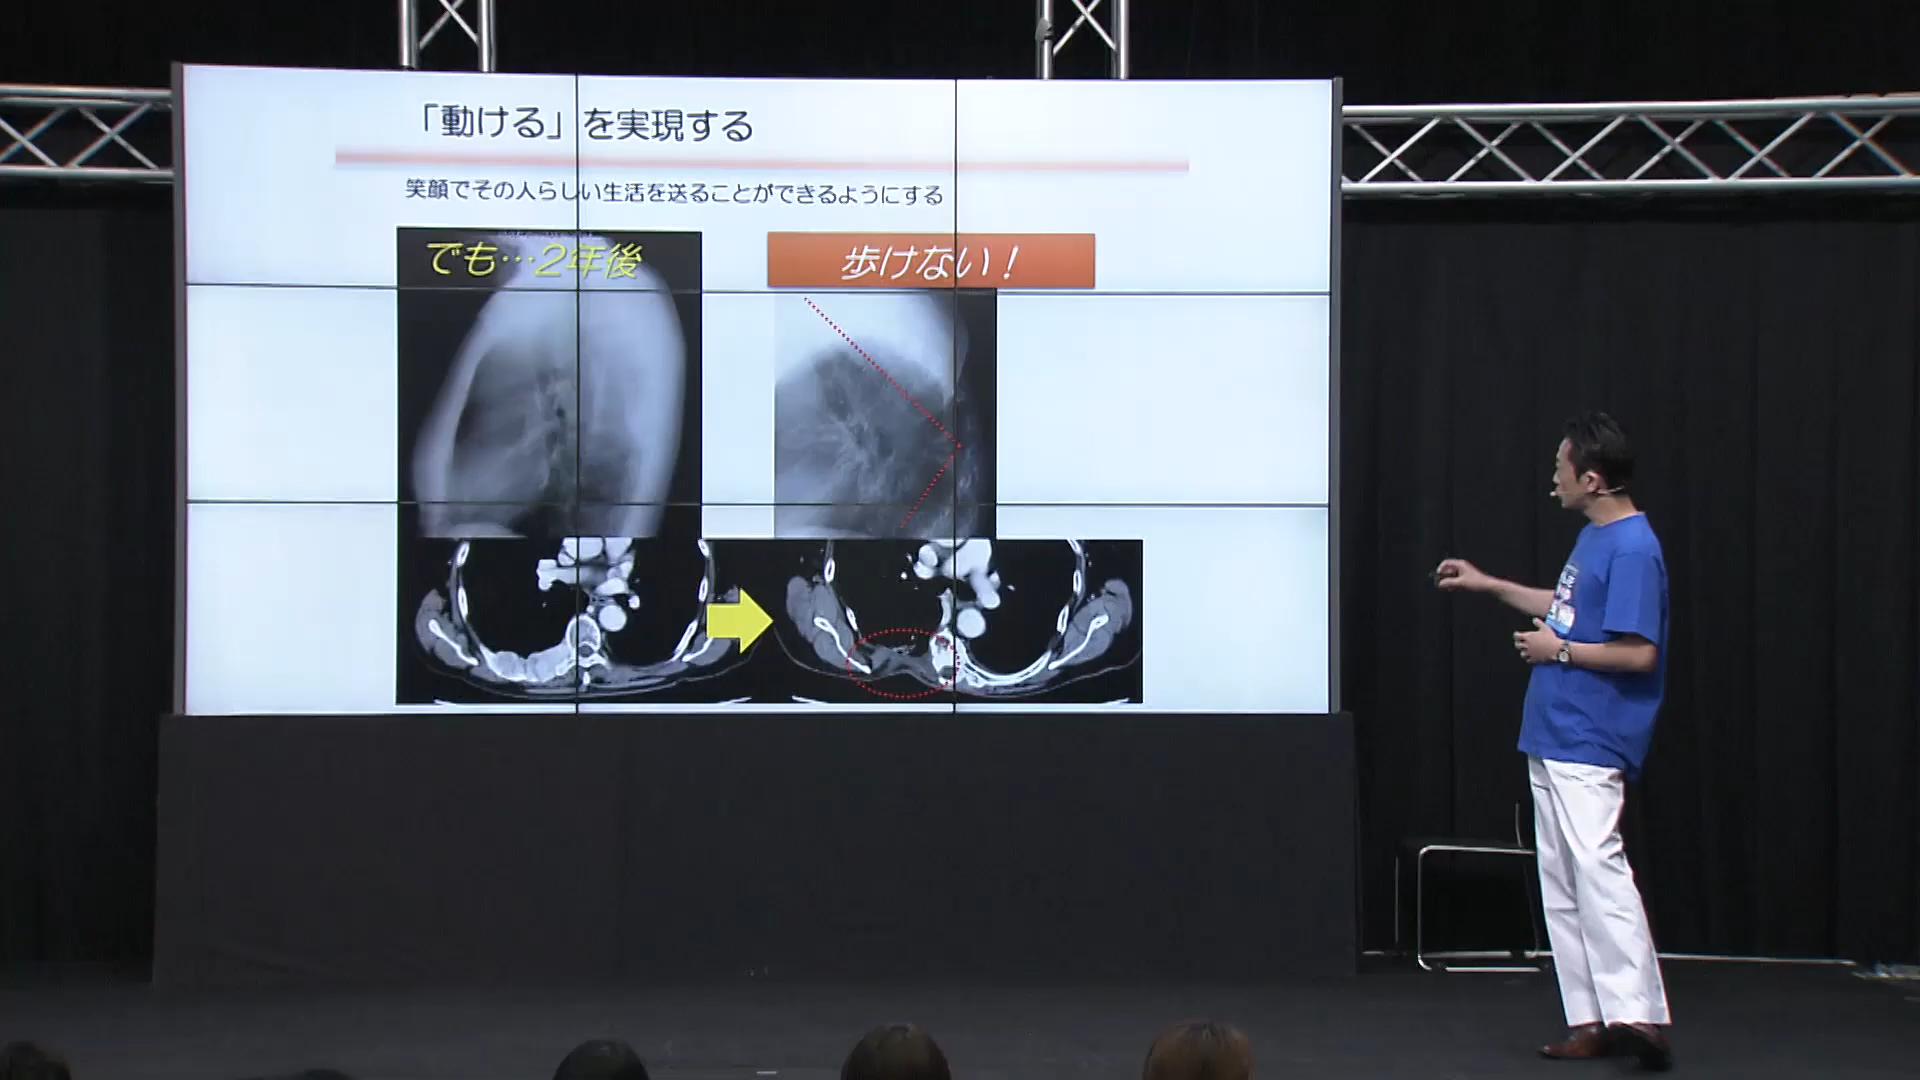 「動ける」を実現する
笑顔でその人らしい生活を送ることができるようにする
でも…2年後
歩けない！